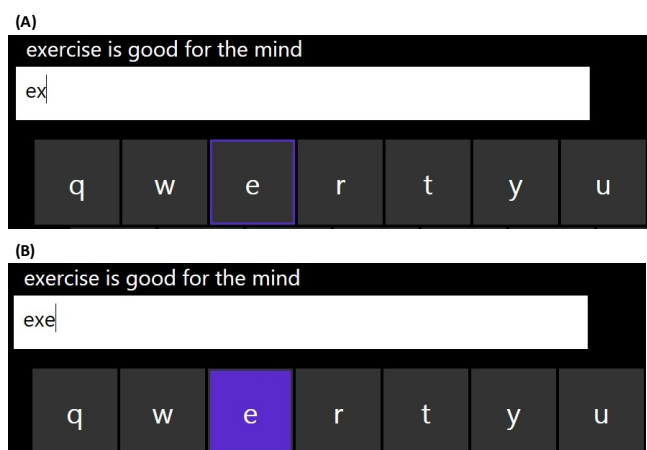 (A)
exercise is good for the mind
ex
q w e r t y u
(B)
exercise is good for the mind
exe
q w e r t y u